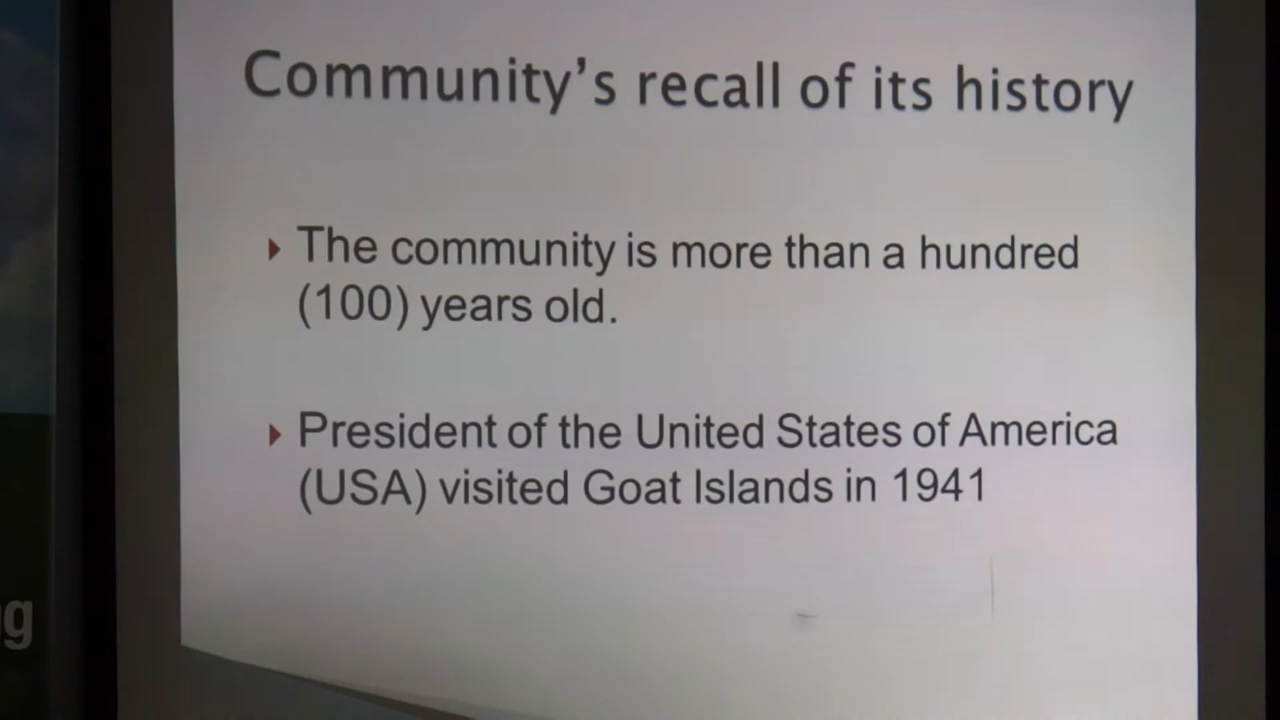 Community’s recall of its history
The community is more than a hundred
(100) years old.
President of the United States of America
(USA) visited Goat Islands in 1941
g